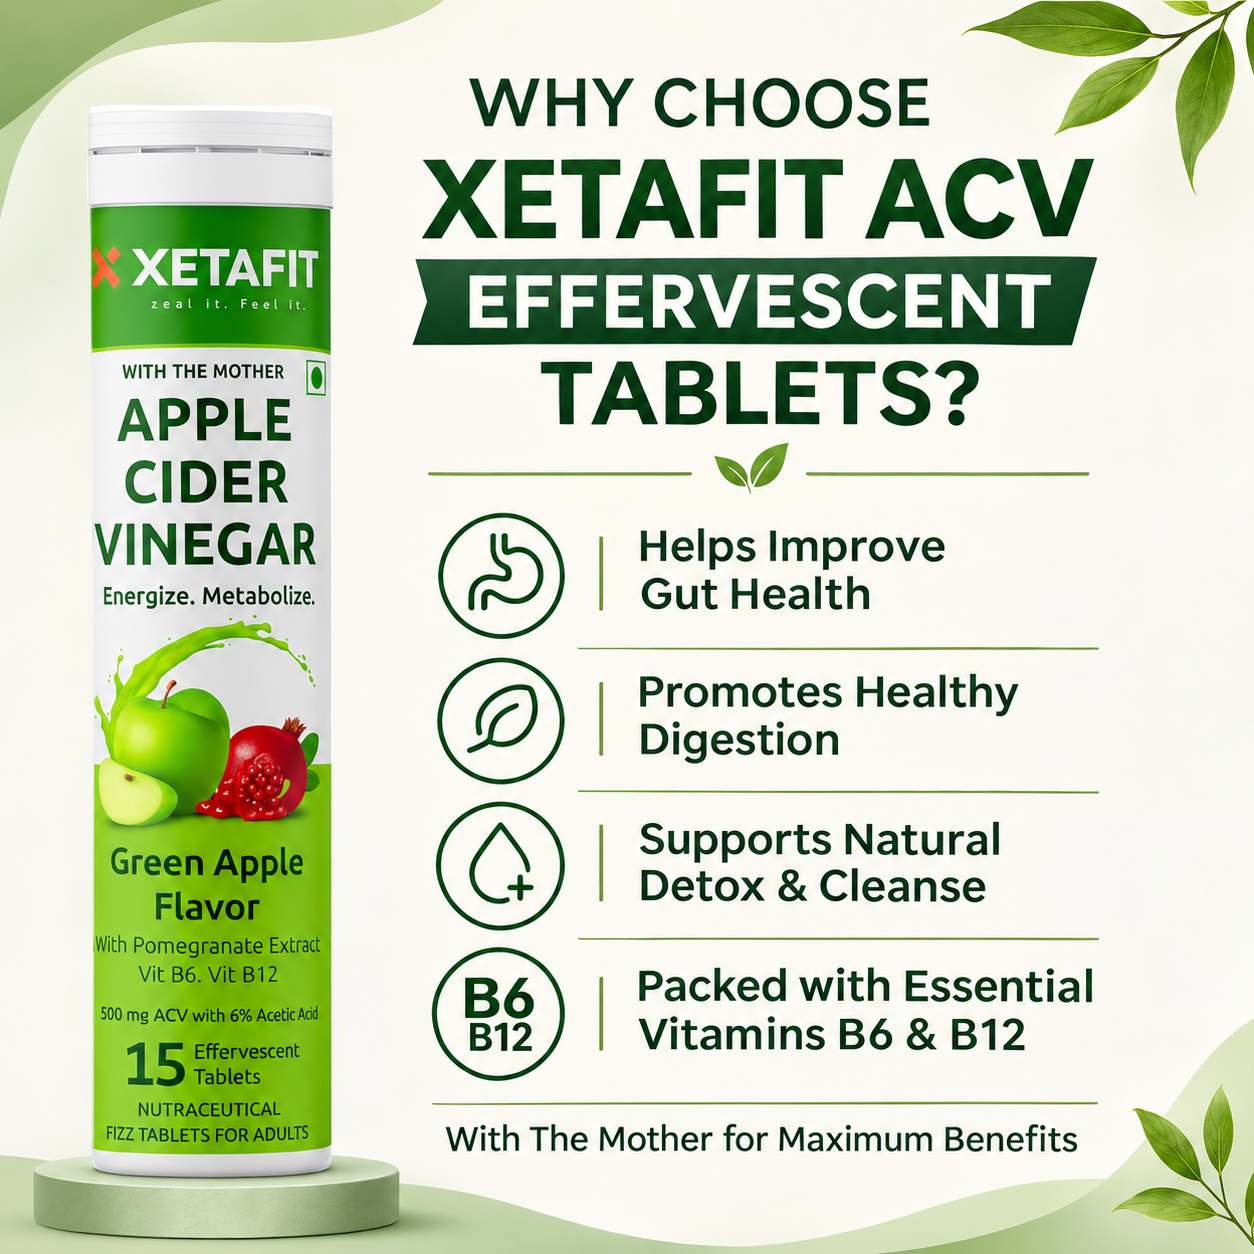 WHY CHOOSE
XETAFIT ACV
EFFERVESCENT
TABLETS?
XETAFIT
zeal it. Feel it.
WITH THE MOTHER
APPLE
CIDER
VINEGAR
Energize. Metabolize.
Green Apple
Flavor
With Pomegranate Extract
Vit B6. Vit B12
500 mg ACV with 6% Acetic Acid
15 Effervescent
Tablets
NUTRACEUTICAL
FIZZ TABLETS FOR ADULTS
Helps Improve
Gut Health
Promotes Healthy
Digestion
Supports Natural
Detox & Cleanse
B6
B12
Packed with Essential
Vitamins B6 & B12
With The Mother for Maximum Benefits